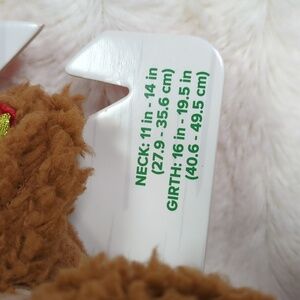 NECK: 11 in - 14 in
(27.9 - 35.6 cm)
GIRTH: 16 in - 19.5 in
(40.6 - 49.5 cm)